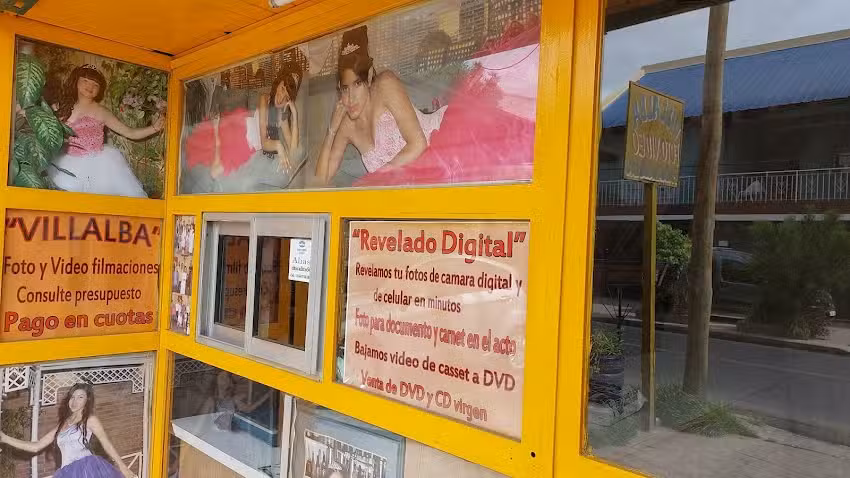 "VILLALBA"
Foto y Video filmaciones
Consulte presupuesto
Pago en cuotas
"Revelado Digital"
Revelamos tu fotos de camara digital y
de celular en minutos
Foto para documento y carnet en el acto
Bajamos video de casset a DVD
Venta de DVD y CD virgen